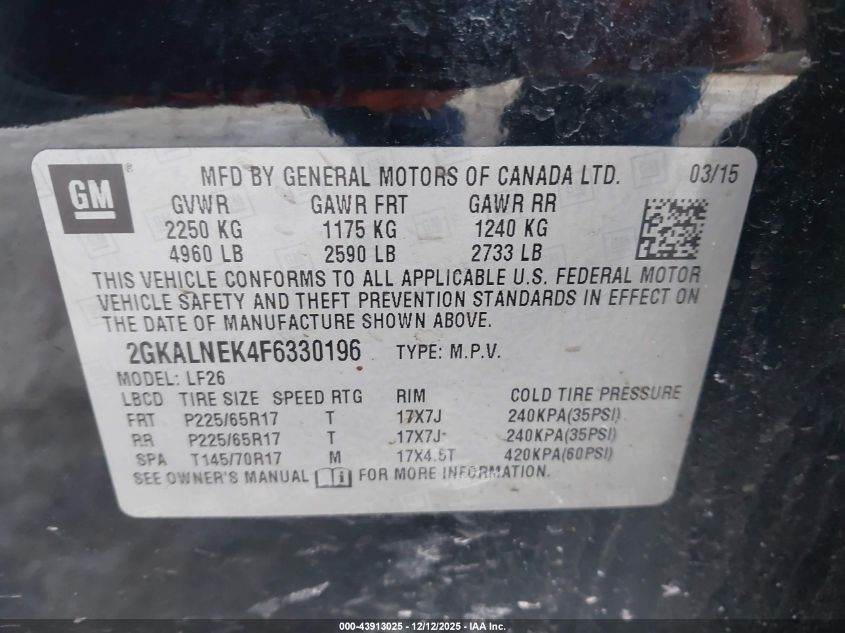 GM
®
MFD BY GENERAL MOTORS OF CANADA LTD. 03/15
GVWR GAWR FRT GAWR RR
2250 KG 1175 KG 1240 KG
4960 LB 2590 LB 2733 LB
THIS VEHICLE CONFORMS TO ALL APPLICABLE U.S. FEDERAL MOTOR
VEHICLE SAFETY AND THEFT PREVENTION STANDARDS IN EFFECT ON
THE DATE OF MANUFACTURE SHOWN ABOVE.
2GKALNEK4F6330196 TYPE: M.P.V.
MODEL: LF26
LBCD TIRE SIZE SPEED RTG RIM COLD TIRE PRESSURE
FRT P225/65R17 T 17X7J 240KPA(35PSI)
RR P225/65R17 T 17X7J 240KPA(35PSI)
SPA T145/70R17 M 17X4.5T 420KPA(60PSI)
SEE OWNER'S MANUAL FOR MORE INFORMATION.
000-43913025 - 12/12/2025 - IAA Inc.